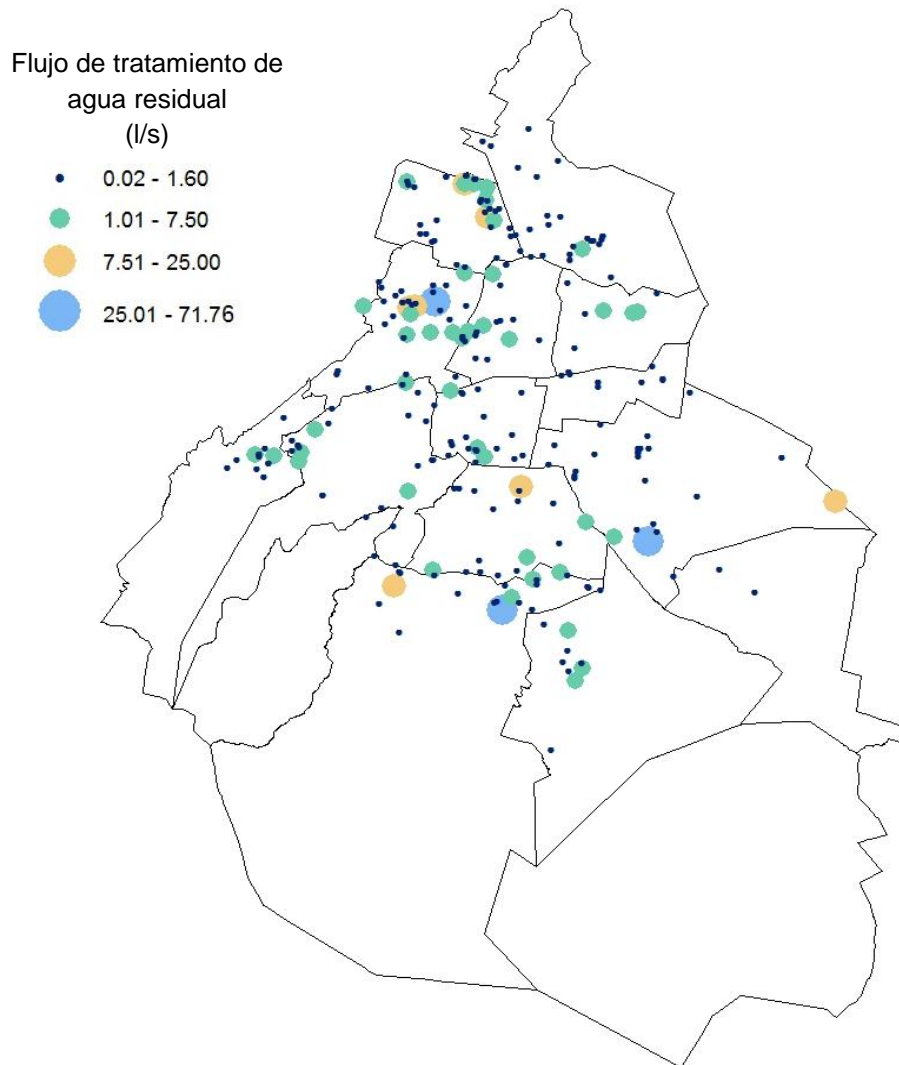 Flujo de tratamiento de
agua residual
(l/s)
0.02 - 1.60
1.01 - 7.50
7.51 - 25.00
25.01 - 71.76